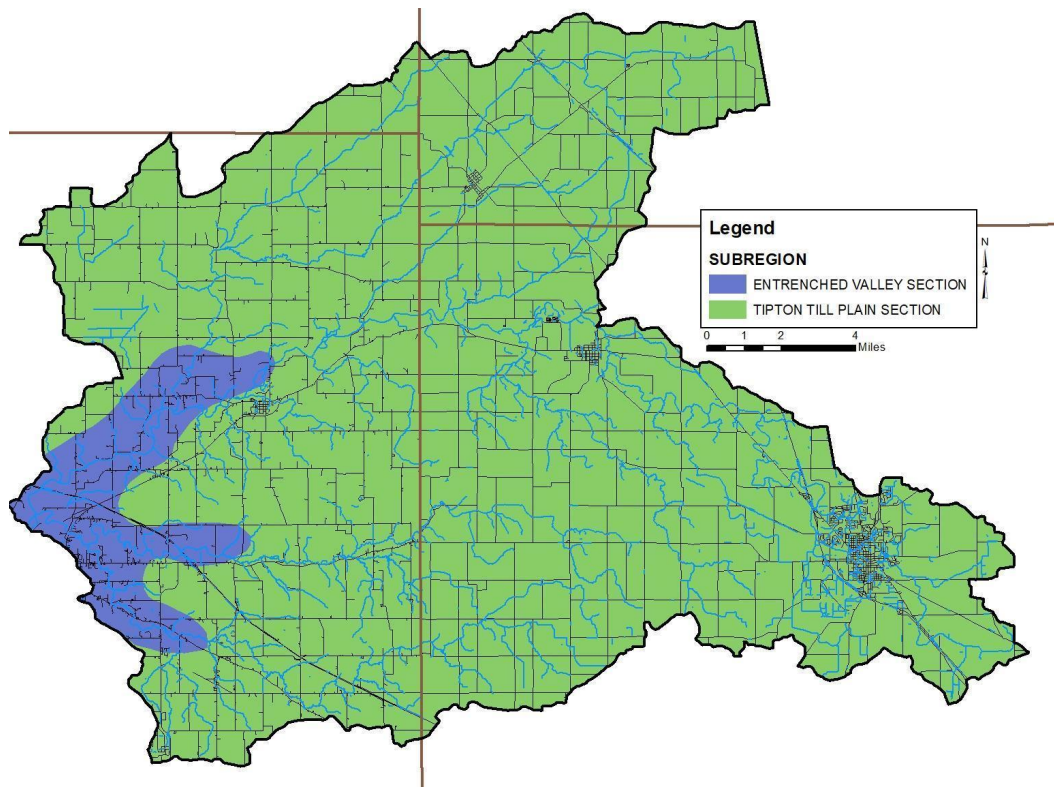 Legend
SUBREGION
ENTRENCHED VALLEY SECTION
TIPTON TILL PLAIN SECTION
0 1 2 4
Miles
N